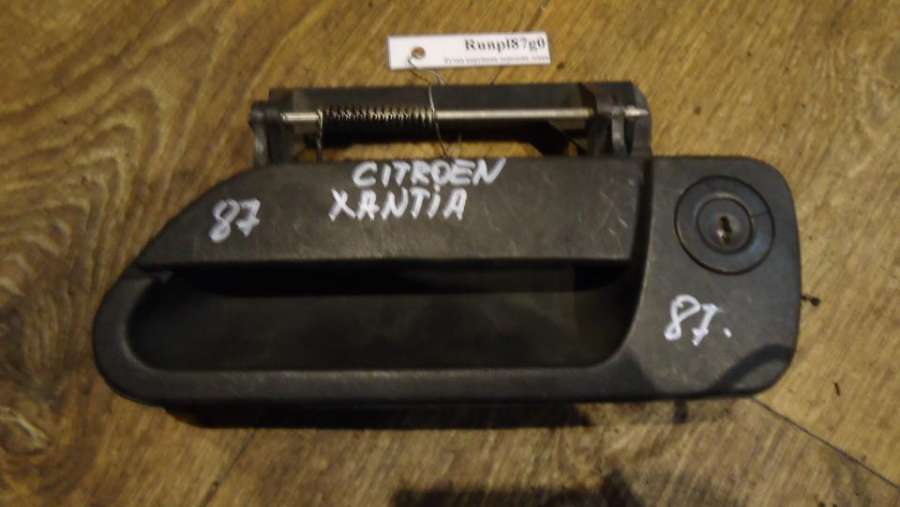 Runpl87g0
CITROEN
XANTIA
87
87.